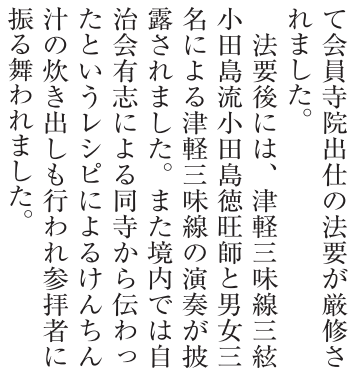 て会員寺院出仕の法要が厳修さ
れました。
　法要後には、津軽三味線三絃
小田島流小田島徳旺師と男女三
名による津軽三味線の演奏が披
露されました。また境内では自
治会有志による同寺から伝わっ
たというレシピによるけんちん
汁の炊き出しも行われ参拝者に
振る舞われました。